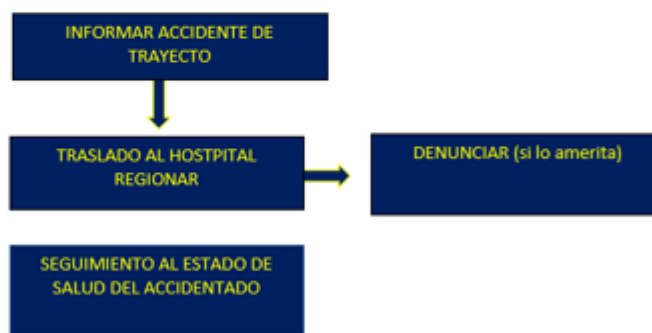 INFORMAR ACCIDENTE DE
TRAYECTO
TRASLADO AL HOSTPITAL
REGIONAR
DENUNCIAR (si lo amerita)
SEGUIMIENTO AL ESTADO DE
SALUD DEL ACCIDENTADO